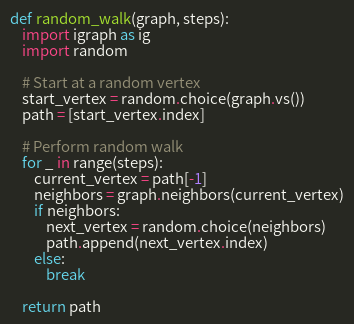 def random_walk(graph, steps):
    import igraph as ig
    import random

    # Start at a random vertex
    start_vertex = random.choice(graph.vs())
    path = [start_vertex.index]

    # Perform random walk
    for _ in range(steps):
        current_vertex = path[-1]
        neighbors = graph.neighbors(current_vertex)
        if neighbors:
            next_vertex = random.choice(neighbors)
            path.append(next_vertex.index)
        else:
            break

    return path